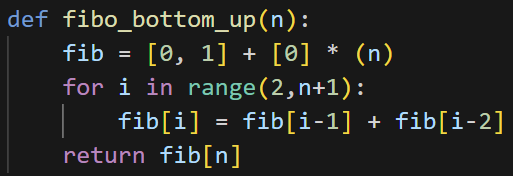 def fibo_bottom_up(n):
    fib = [0, 1] + [0] * (n)
    for i in range(2,n+1):
        fib[i] = fib[i-1] + fib[i-2]
    return fib[n]